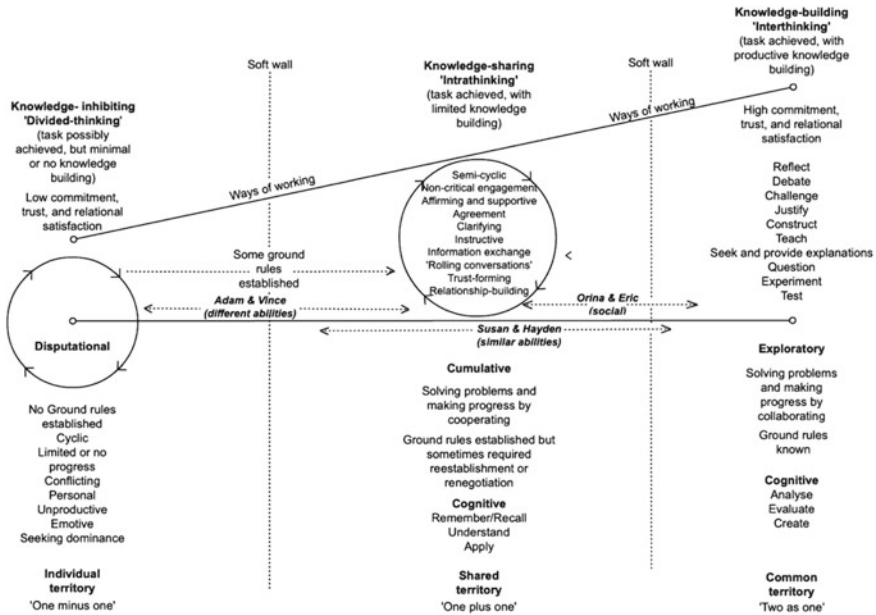 Knowledge-building
'Interthinking'
(task achieved, with
productive knowledge
building)
Soft wall
Knowledge-sharing
'Intrathinking'
(task achieved, with
limited knowledge
building)
Soft wall
Knowledge- inhibiting
'Divided-thinking'
(task possibly
achieved, but minimal
or no knowledge
building)
Low commitment,
trust, and relational
satisfaction
Ways of working
Ways of working
High commitment,
trust, and relational
satisfaction
Semi-cyclic
Non-critical engagement
Affirming and supportive
Agreement
Clarifying
Instructive
Information exchange
'Rolling conversations'
Trust-forming
Relationship-building
Reflect
Debate
Challenge
Justify
Construct
Teach
Seek and provide explanations
Question
Experiment
Test
Some ground
rules
established
Adam & Vince
(different abilities)
Orina & Eric
(social)
Susan & Hayden
(similar abilities)
Disputational
No Ground rules
established
Cyclic
Limited or no
progress
Conflicting
Personal
Unproductive
Emotive
Seeking dominance
Cumulative
Solving problems and
making progress by
cooperating
Ground rules established but
sometimes required
reestablishment or
renegotiation
Cognitive
Remember/Recall
Understand
Apply
Exploratory
Solving problems
and making
progress by
collaborating
Ground rules
known
Cognitive
Analyse
Evaluate
Create
Individual
territory
'One minus one'
Shared
territory
'One plus one'
Common
territory
'Two as one'